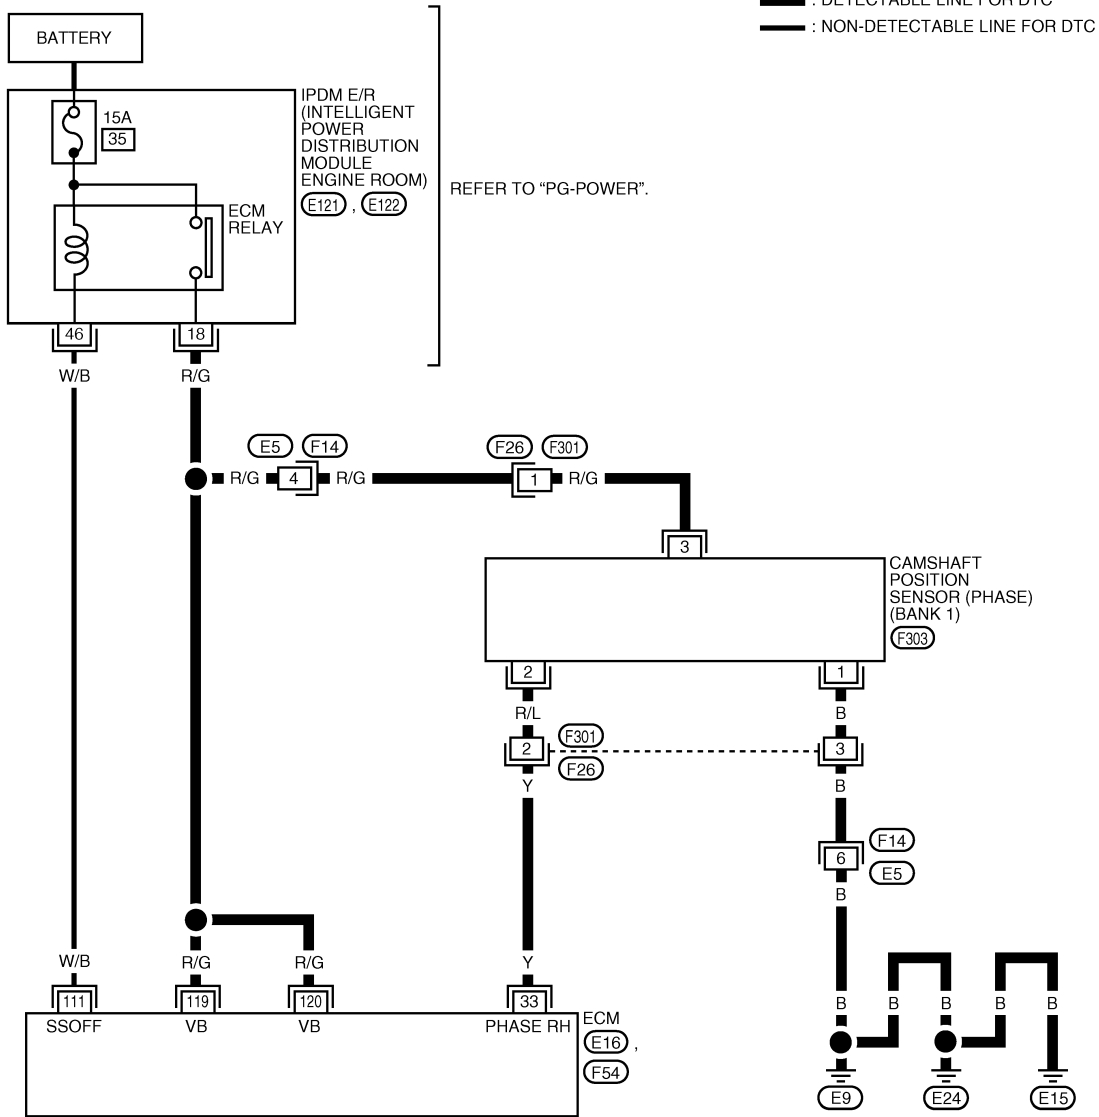 : DETECTABLE LINE FOR DTC
: NON-DETECTABLE LINE FOR DTC
BATTERY
IPDM E/R
(INTELLIGENT
POWER
DISTRIBUTION
MODULE
ENGINE ROOM)
E121 , E122
15A
35
REFER TO “PG-POWER”.
ECM
RELAY
46 18
W/B R/G
E5 F14 F26 F301
R/G 4 R/G 1 R/G
3
CAMSHAFT
POSITION
SENSOR (PHASE)
(BANK 1)
F303
2 1
R/L B
F301
2 3
F26
Y B
F14
6
E5
B
W/B R/G R/G Y
111 119 120 33
B B B B B
SSOFF VB VB PHASE RH
ECM
E16 ,
F54
E9 E24 E15